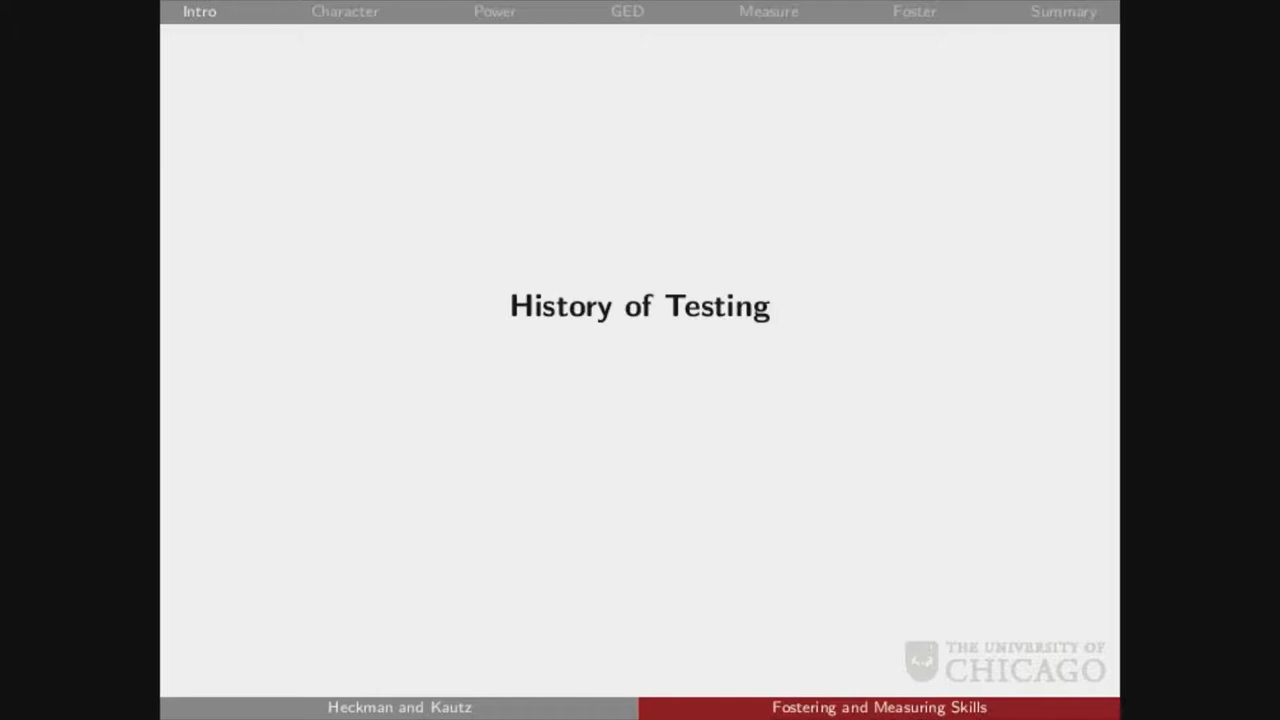 Intro Character Power GED Measure Foster Summary
History of Testing
THE UNIVERSITY OF
CHICAGO
Heckman and Kautz Fostering and Measuring Skills